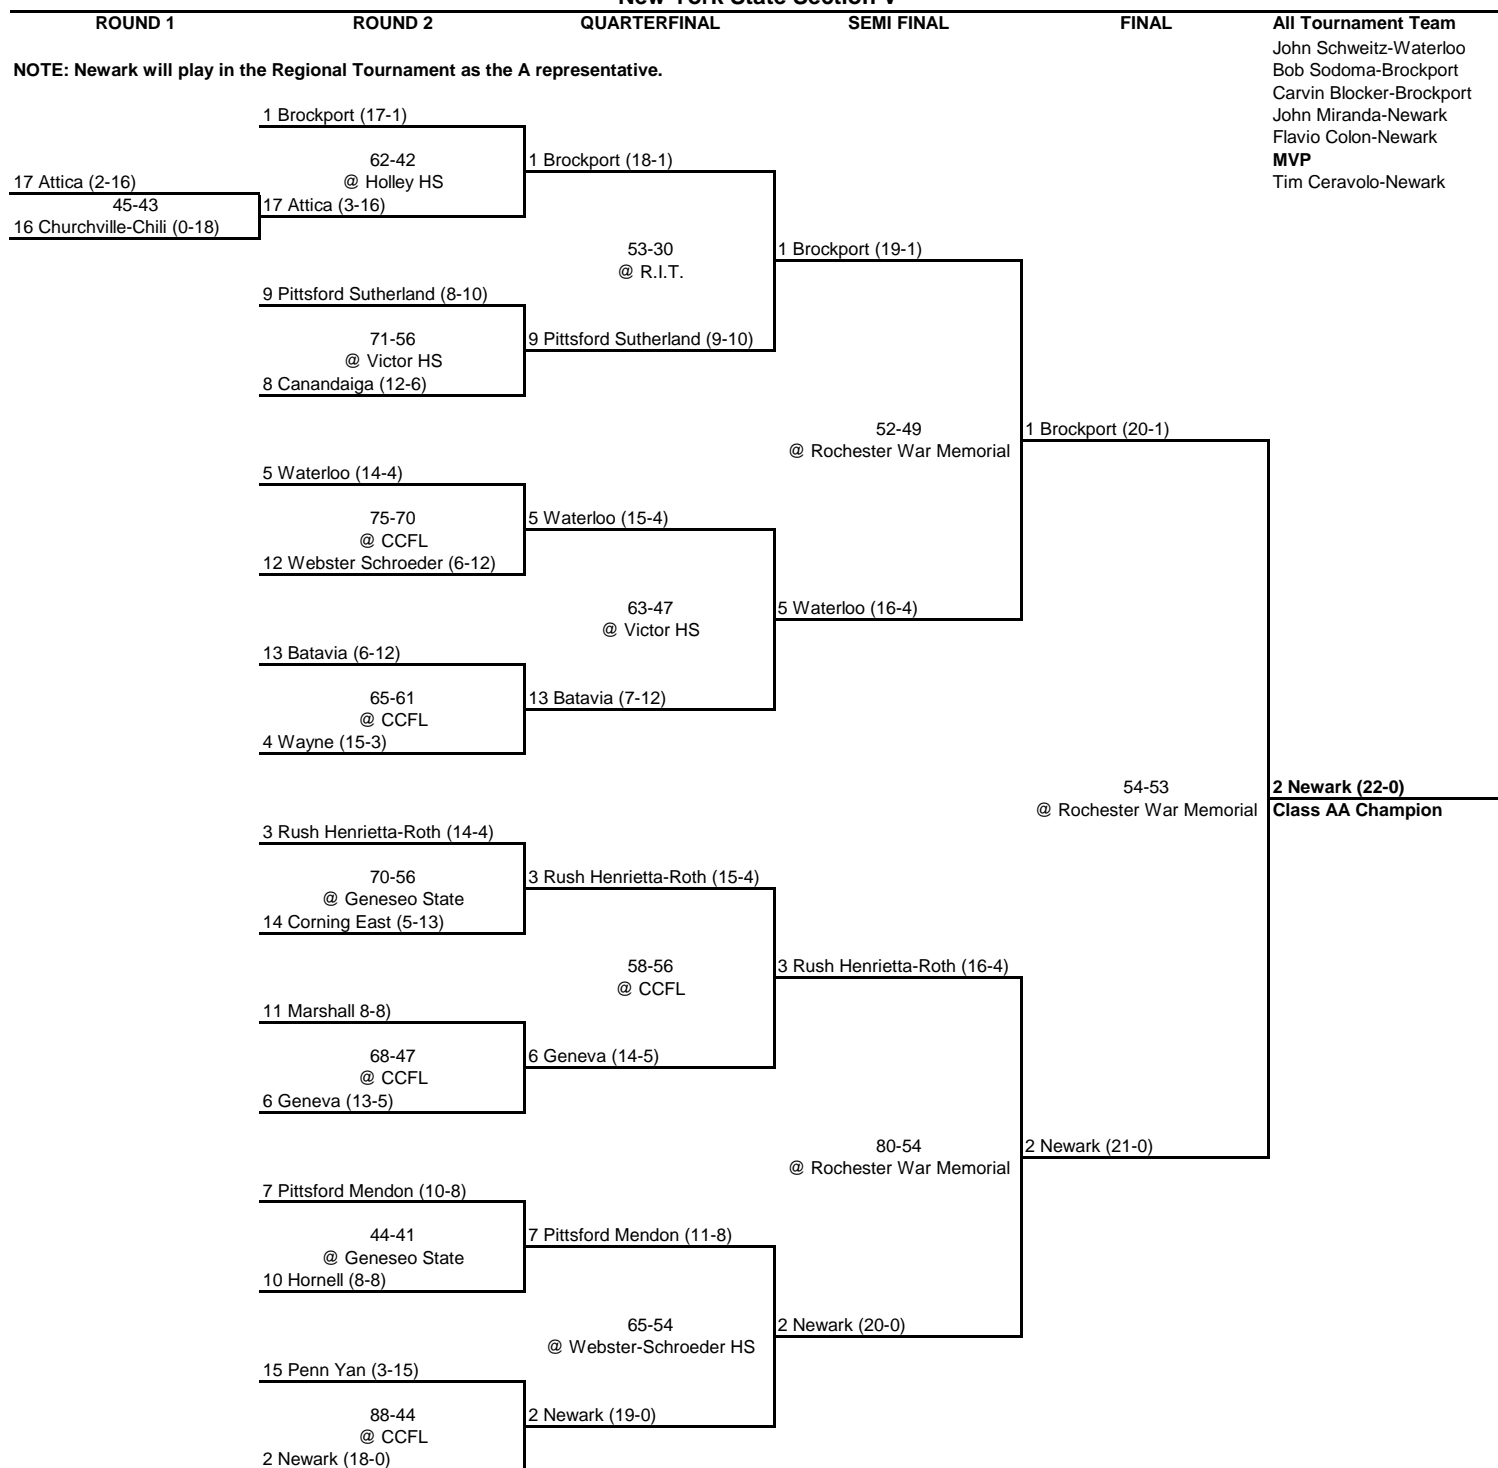 New York State Section V
ROUND 1 ROUND 2 QUARTERFINAL SEMI FINAL FINAL All Tournament Team
John Schweitz-Waterloo
NOTE: Newark will play in the Regional Tournament as the A representative. Bob Sodoma-Brockport
Carvin Blocker-Brockport
1 Brockport (17-1) John Miranda-Newark
Flavio Colon-Newark
62-42 1 Brockport (18-1) MVP
17 Attica (2-16) @ Holley HS Tim Ceravolo-Newark
45-43 17 Attica (3-16)
16 Churchville-Chili (0-18)
53-30 1 Brockport (19-1)
@ R.I.T.
9 Pittsford Sutherland (8-10)
71-56 9 Pittsford Sutherland (9-10)
@ Victor HS
8 Canandaiga (12-6)
52-49 1 Brockport (20-1)
@ Rochester War Memorial
5 Waterloo (14-4)
75-70 5 Waterloo (15-4)
@ CCFL
12 Webster Schroeder (6-12)
63-47 5 Waterloo (16-4)
@ Victor HS
13 Batavia (6-12)
65-61 13 Batavia (7-12)
@ CCFL
4 Wayne (15-3)
54-53 2 Newark (22-0)
@ Rochester War Memorial Class AA Champion
3 Rush Henrietta-Roth (14-4)
70-56 3 Rush Henrietta-Roth (15-4)
@ Geneseo State
14 Corning East (5-13)
58-56 3 Rush Henrietta-Roth (16-4)
@ CCFL
11 Marshall 8-8)
68-47 6 Geneva (14-5)
@ CCFL
6 Geneva (13-5)
80-54 2 Newark (21-0)
@ Rochester War Memorial
7 Pittsford Mendon (10-8)
44-41 7 Pittsford Mendon (11-8)
@ Geneseo State
10 Hornell (8-8)
65-54 2 Newark (20-0)
@ Webster-Schroeder HS
15 Penn Yan (3-15)
88-44 2 Newark (19-0)
@ CCFL
2 Newark (18-0)